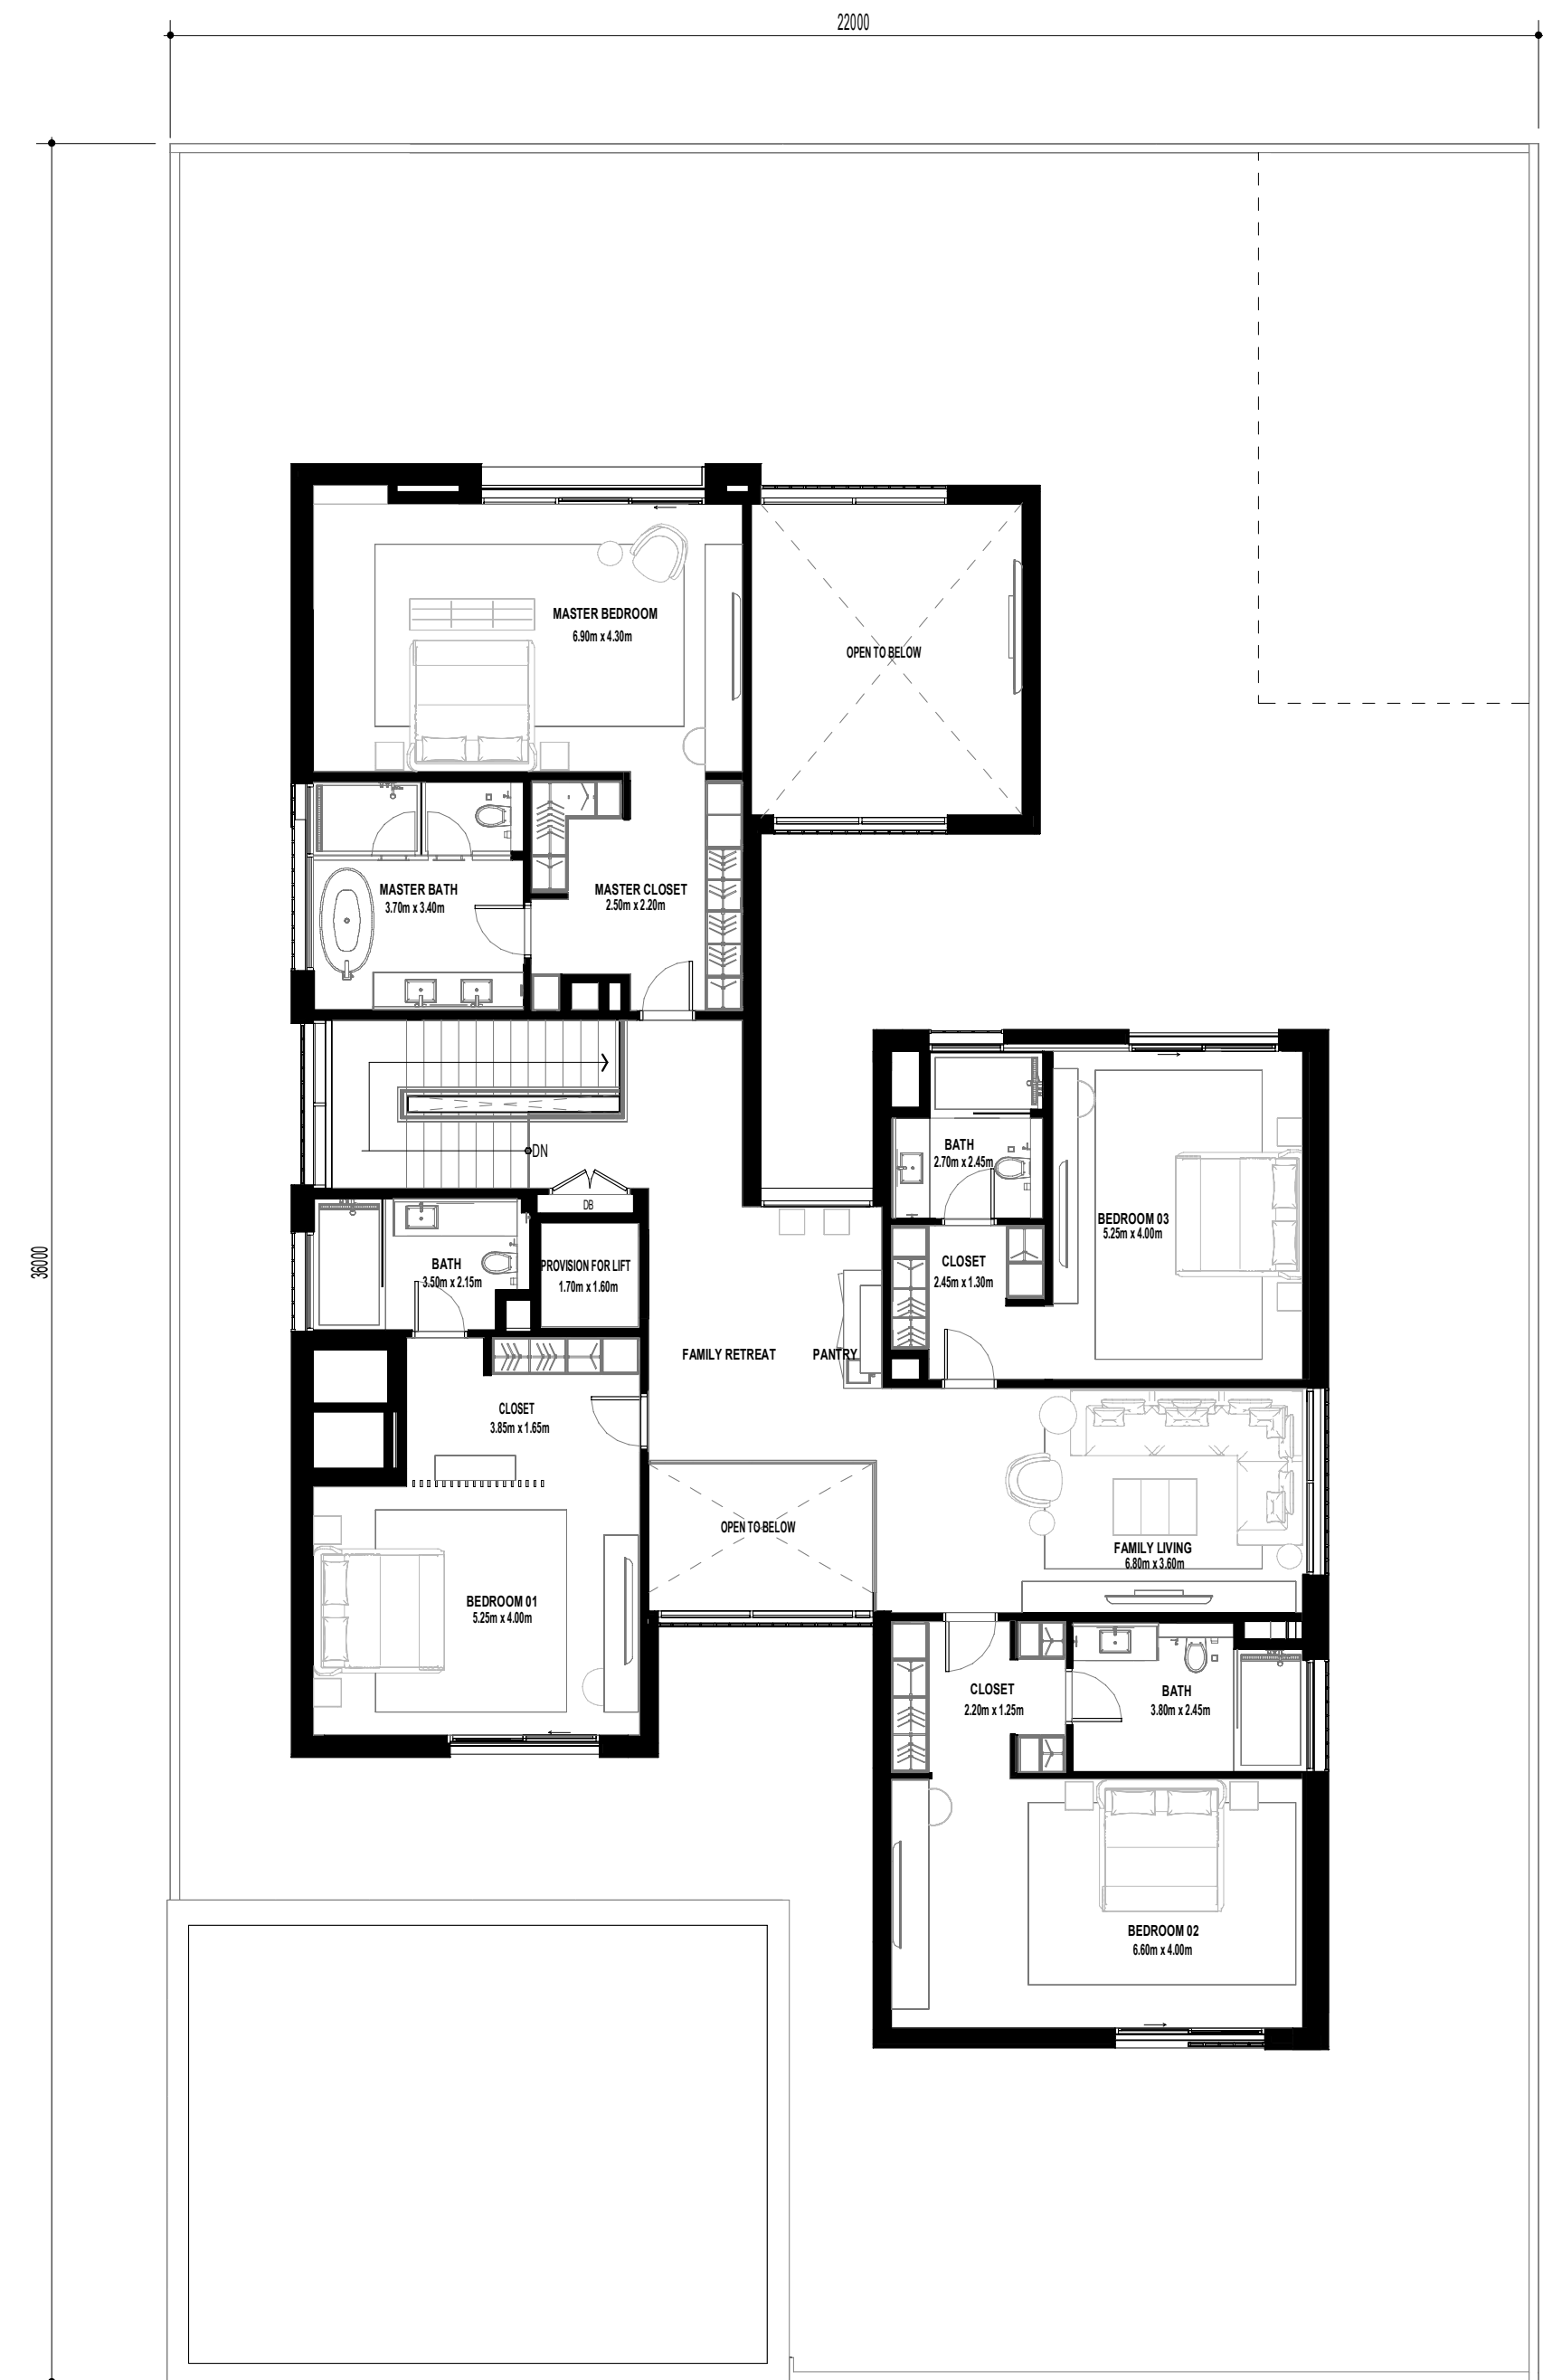 22000
36000
MASTER BEDROOM
6.90m x 4.30m
OPEN TO BELOW
MASTER BATH
3.70m x 3.40m
MASTER CLOSET
2.50m x 2.20m
DN
BATH
2.70m x 2.45m
BEDROOM 03
5.25m x 4.00m
DB
BATH
3.50m x 2.15m
PROVISION FOR LIFT
1.70m x 1.60m
CLOSET
2.45m x 1.30m
FAMILY RETREAT
PANTRY
CLOSET
3.85m x 1.65m
OPEN TO BELOW
FAMILY LIVING
6.80m x 3.60m
BEDROOM 01
5.25m x 4.00m
CLOSET
2.20m x 1.25m
BATH
3.80m x 2.45m
BEDROOM 02
6.60m x 4.00m